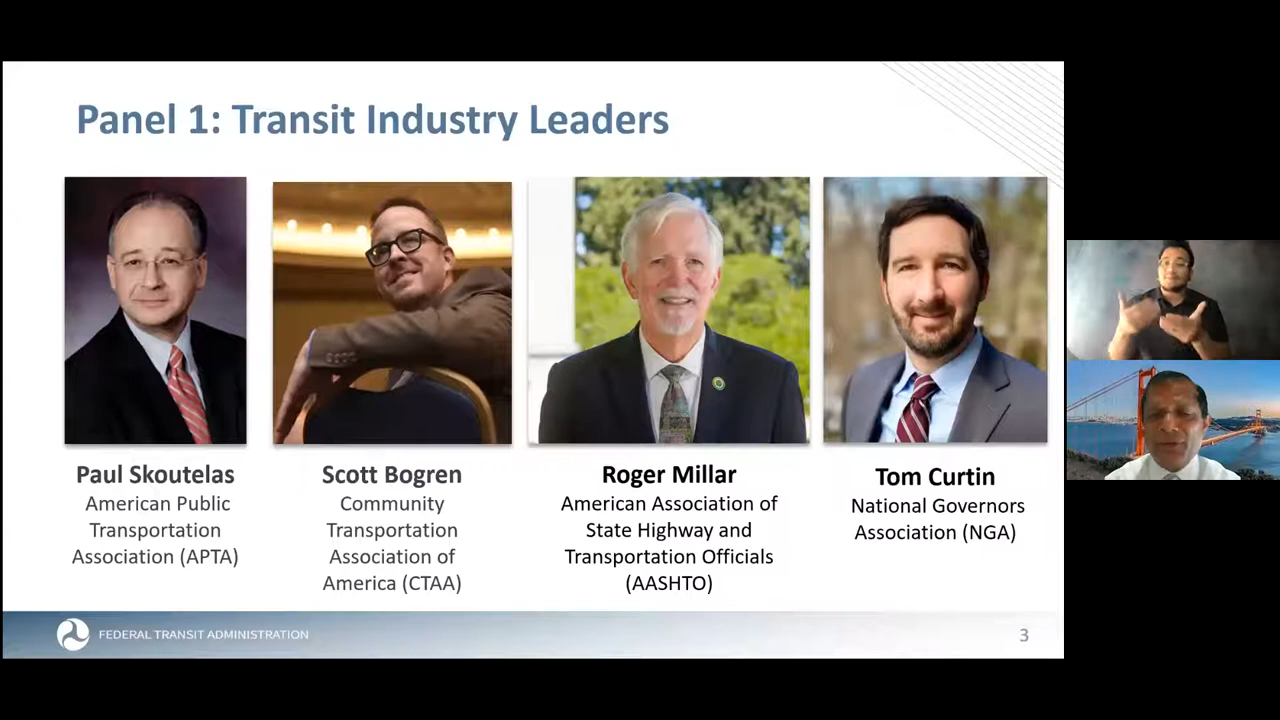 Panel 1: Transit Industry Leaders
Paul Skoutelas
American Public
Transportation
Association (APTA)
Scott Bogren
Community
Transportation
Association of
America (CTAA)
Roger Millar
American Association of
State Highway and
Transportation Officials
(AASHTO)
Tom Curtin
National Governors
Association (NGA)
FEDERAL TRANSIT ADMINISTRATION
3